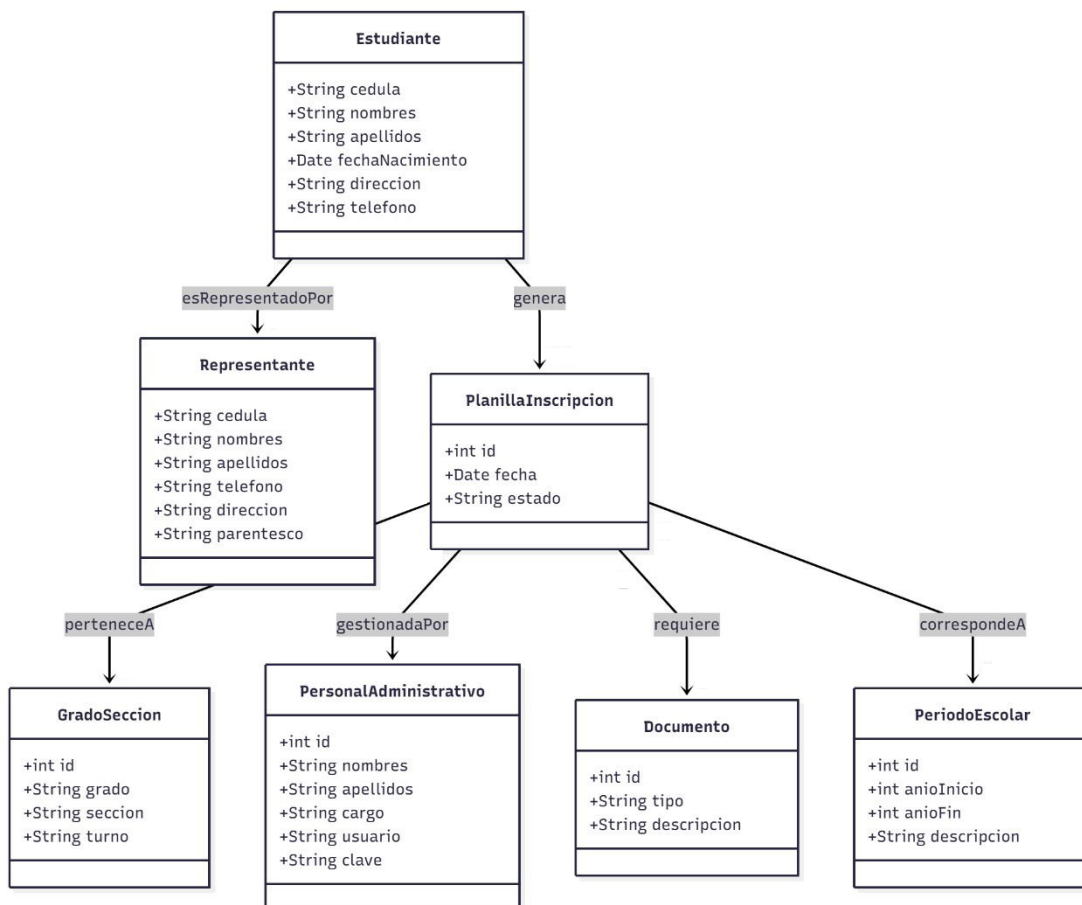 Estudiante
+String cedula
+String nombres
+String apellidos
+Date fechaNacimiento
+String direccion
+String telefono
esRepresentadoPor
genera
Representante
+String cedula
+String nombres
+String apellidos
+String telefono
+String direccion
+String parentesco
PlanillaInscripcion
+int id
+Date fecha
+String estado
perteneceA
gestionadaPor
requiere
correspondeA
GradoSeccion
+int id
+String grado
+String seccion
+String turno
PersonalAdministrativo
+int id
+String nombres
+String apellidos
+String cargo
+String usuario
+String clave
Documento
+int id
+String tipo
+String descripcion
PeriodoEscolar
+int id
+int anioInicio
+int anioFin
+String descripcion